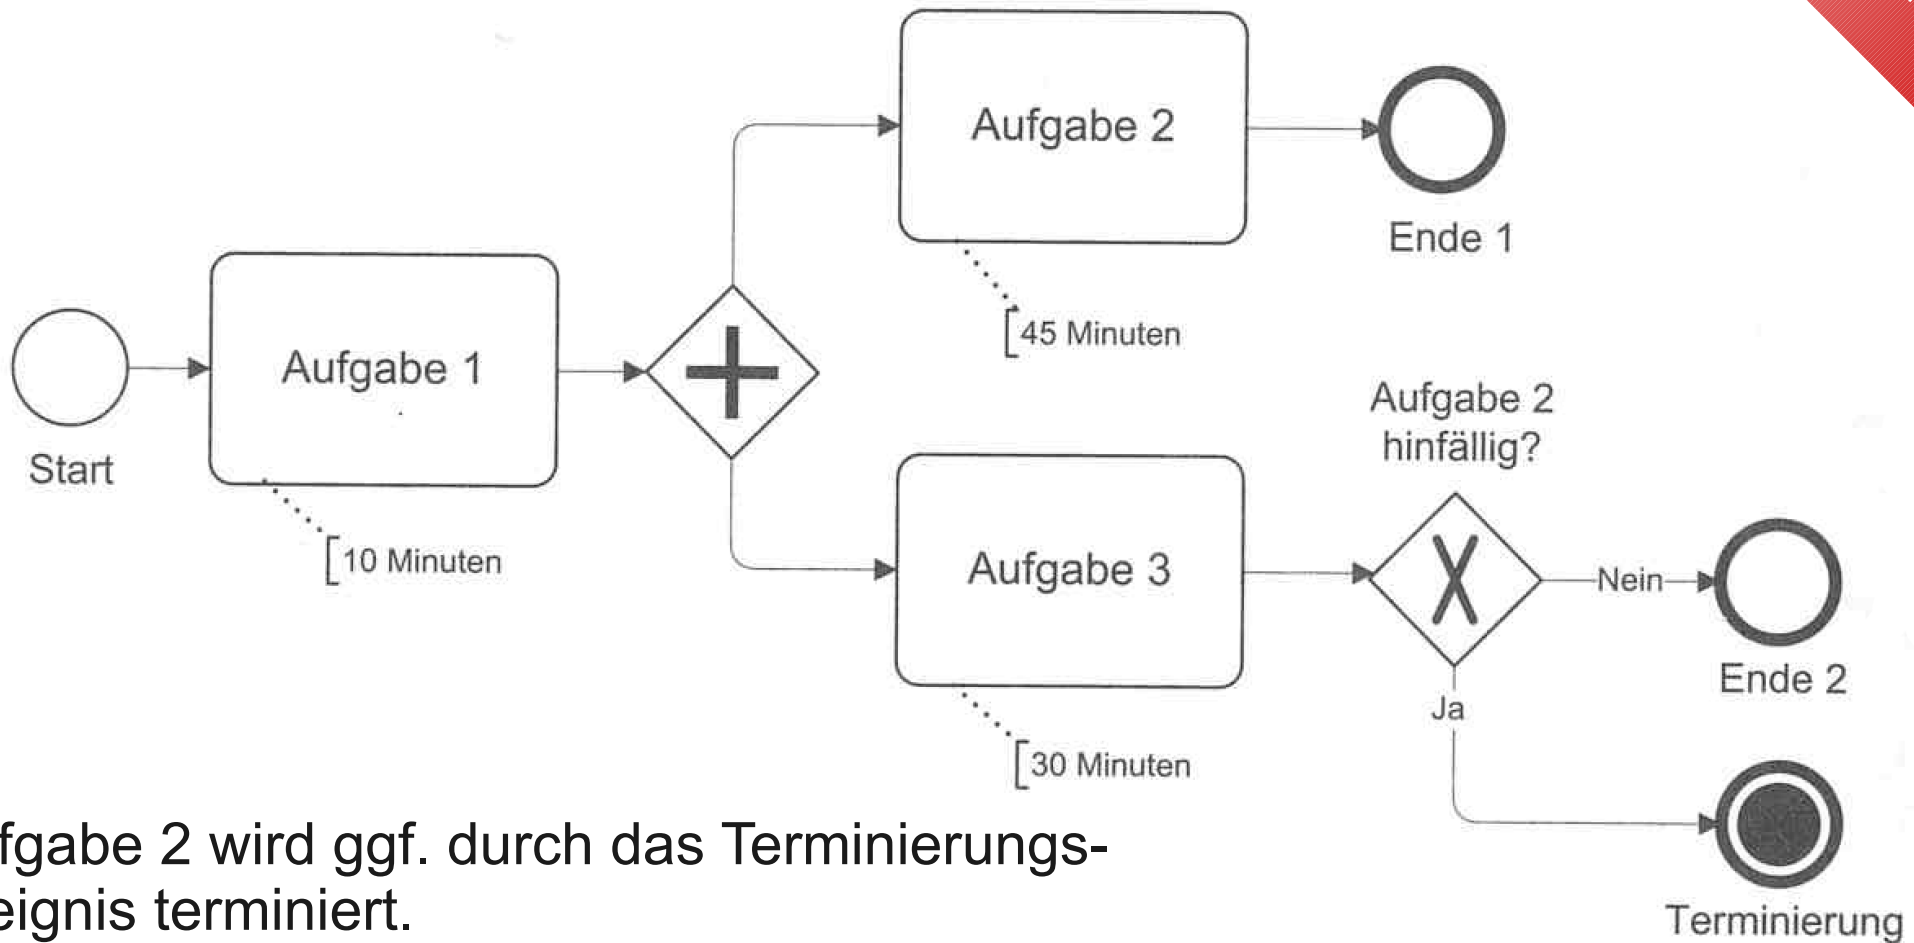 Aufgabe 2
Ende 1
[45 Minuten
Aufgabe 1
Start
[10 Minuten
Aufgabe 2
hinfällig?
Aufgabe 3
Nein
Ende 2
Ja
[30 Minuten
Terminierung
fgabe 2 wird ggf. durch das Terminierungs-
eignis terminiert.